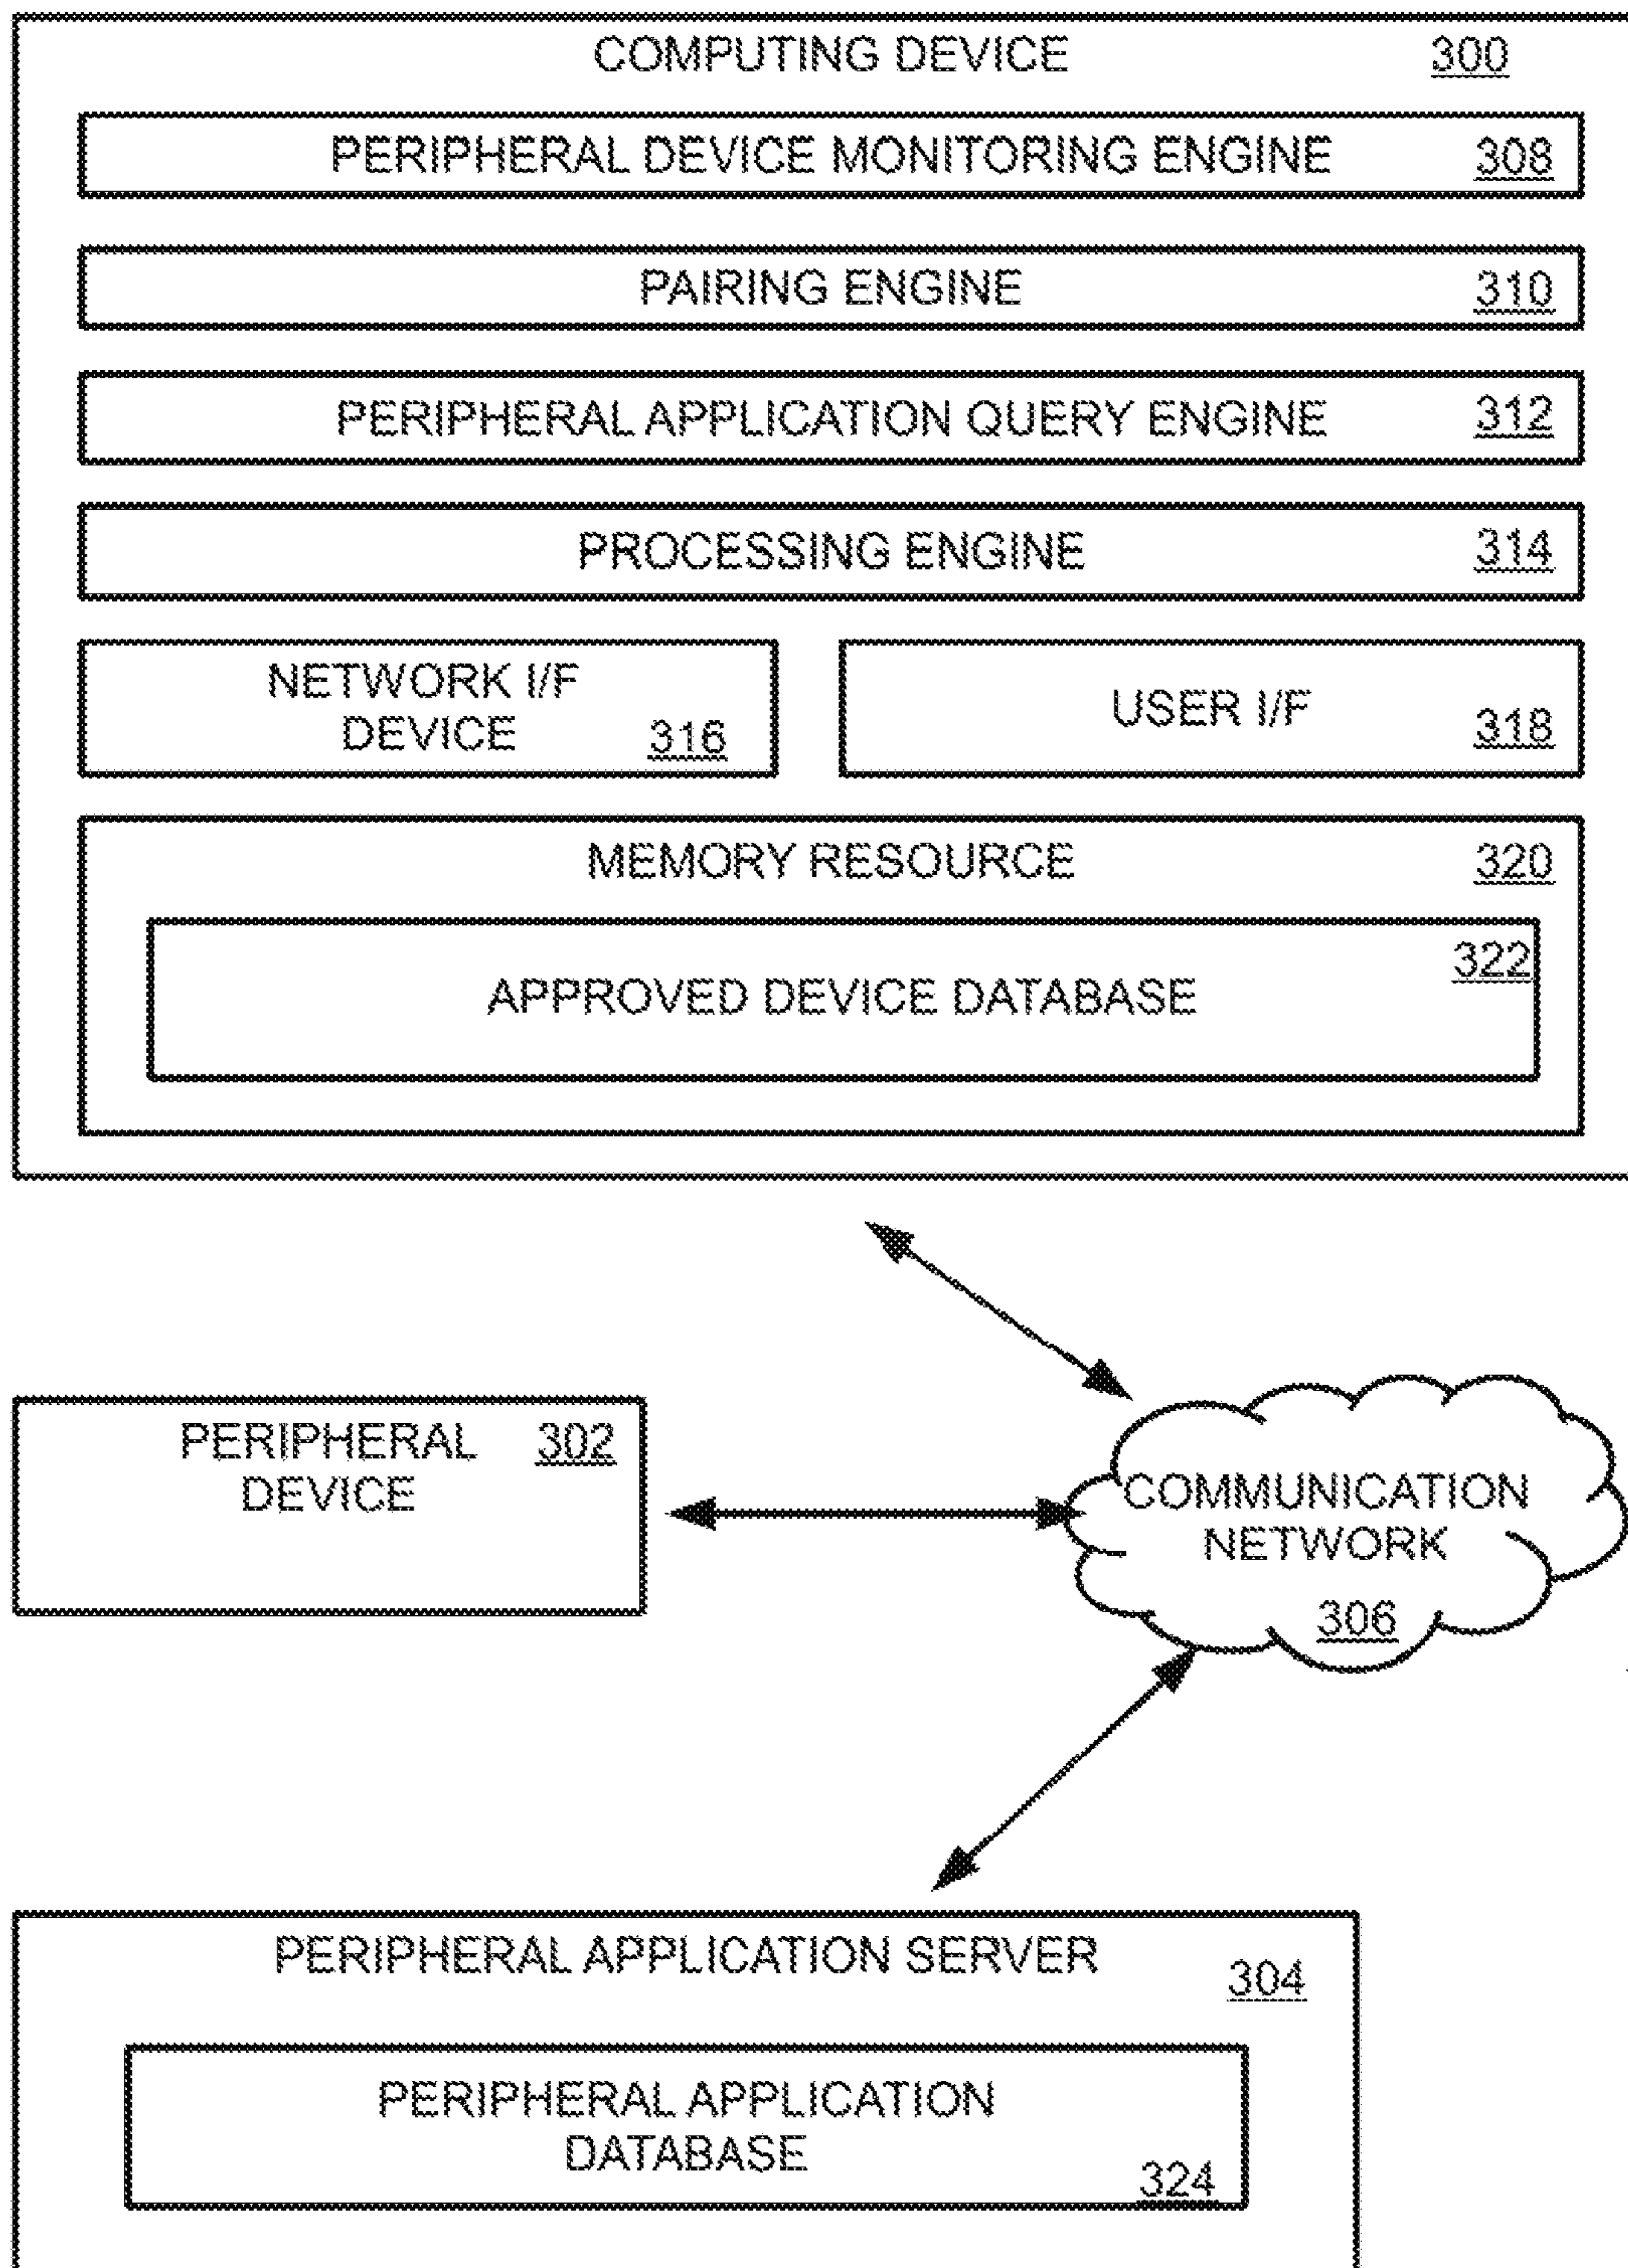 COMPUTING DEVICE 300
PERIPHERAL DEVICE MONITORING ENGINE 308
PAIRING ENGINE 310
PERIPHERAL APPLICATION QUERY ENGINE 312
PROCESSING ENGINE 314
NETWORK I/F
DEVICE 316
USER I/F 318
MEMORY RESOURCE 320
322
APPROVED DEVICE DATABASE
PERIPHERAL 302
DEVICE
COMMUNICATION
NETWORK
306
PERIPHERAL APPLICATION SERVER
304
PERIPHERAL APPLICATION
DATABASE
324